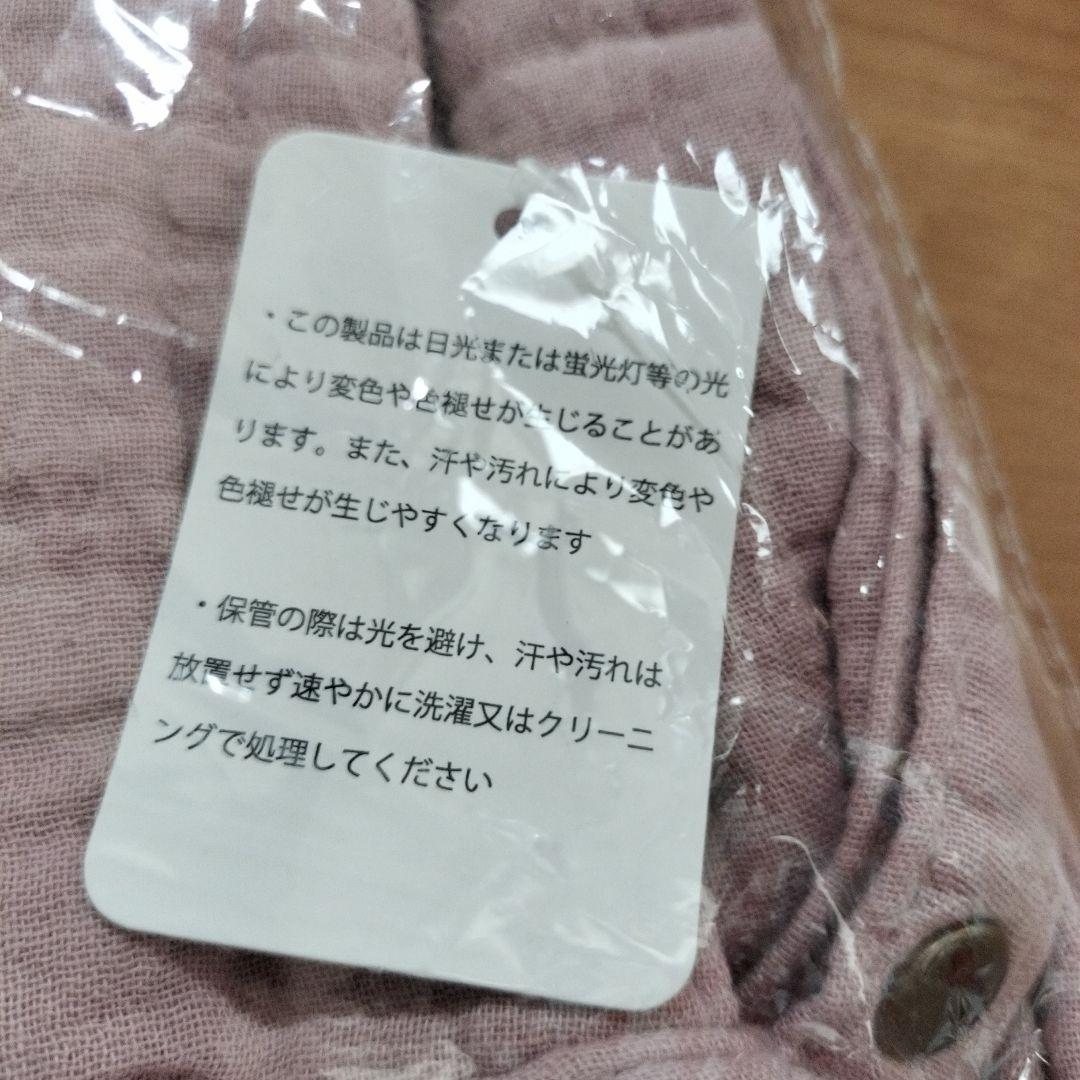 ・この製品は日光または蛍光灯等の光
により変色や色褪せが生じることがあ
ります。また、汗や汚れにより変色や
色褪せが生じやすくなります
・保管の際は光を避け、汗や汚れは
放置せず速やかに洗濯又はクリーニ
ングで処理してください